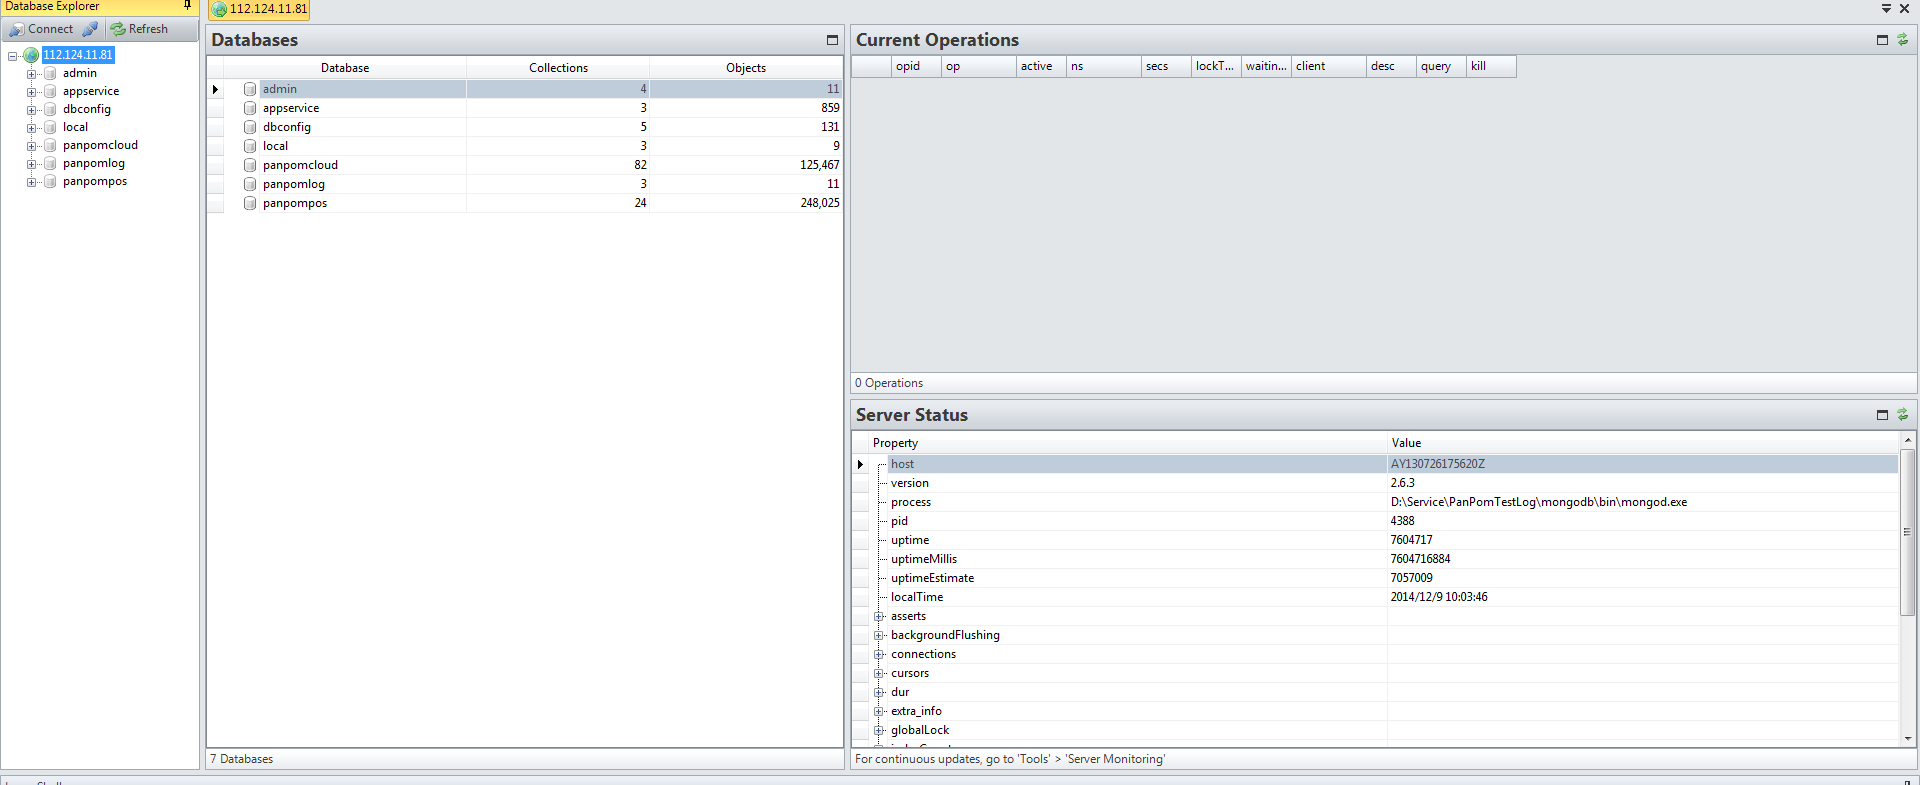 Database Explorer
112.124.11.81
Connect
Refresh
112.124.11.81
admin
appservice
dbconfig
local
panpomcloud
panpomlog
panpompos
Databases
Database Collections Objects
admin 4 11
appservice 3 859
dbconfig 5 131
local 3 9
panpomcloud 82 125,467
panpomlog 3 11
panpompos 24 248,025
7 Databases
Current Operations
opid op active ns secs lockT... waitin... client desc query kill
0 Operations
Server Status
Property Value
host AY130726175620Z
version 2.6.3
process D:\Service\PanPomTestLog\mongodb\bin\mongod.exe
pid 4388
uptime 7604717
uptimeMillis 7604716884
uptimeEstimate 7057009
localTime 2014/12/9 10:03:46
asserts
backgroundFlushing
connections
cursors
dur
extra_info
globalLock
For continuous updates, go to 'Tools' > 'Server Monitoring'